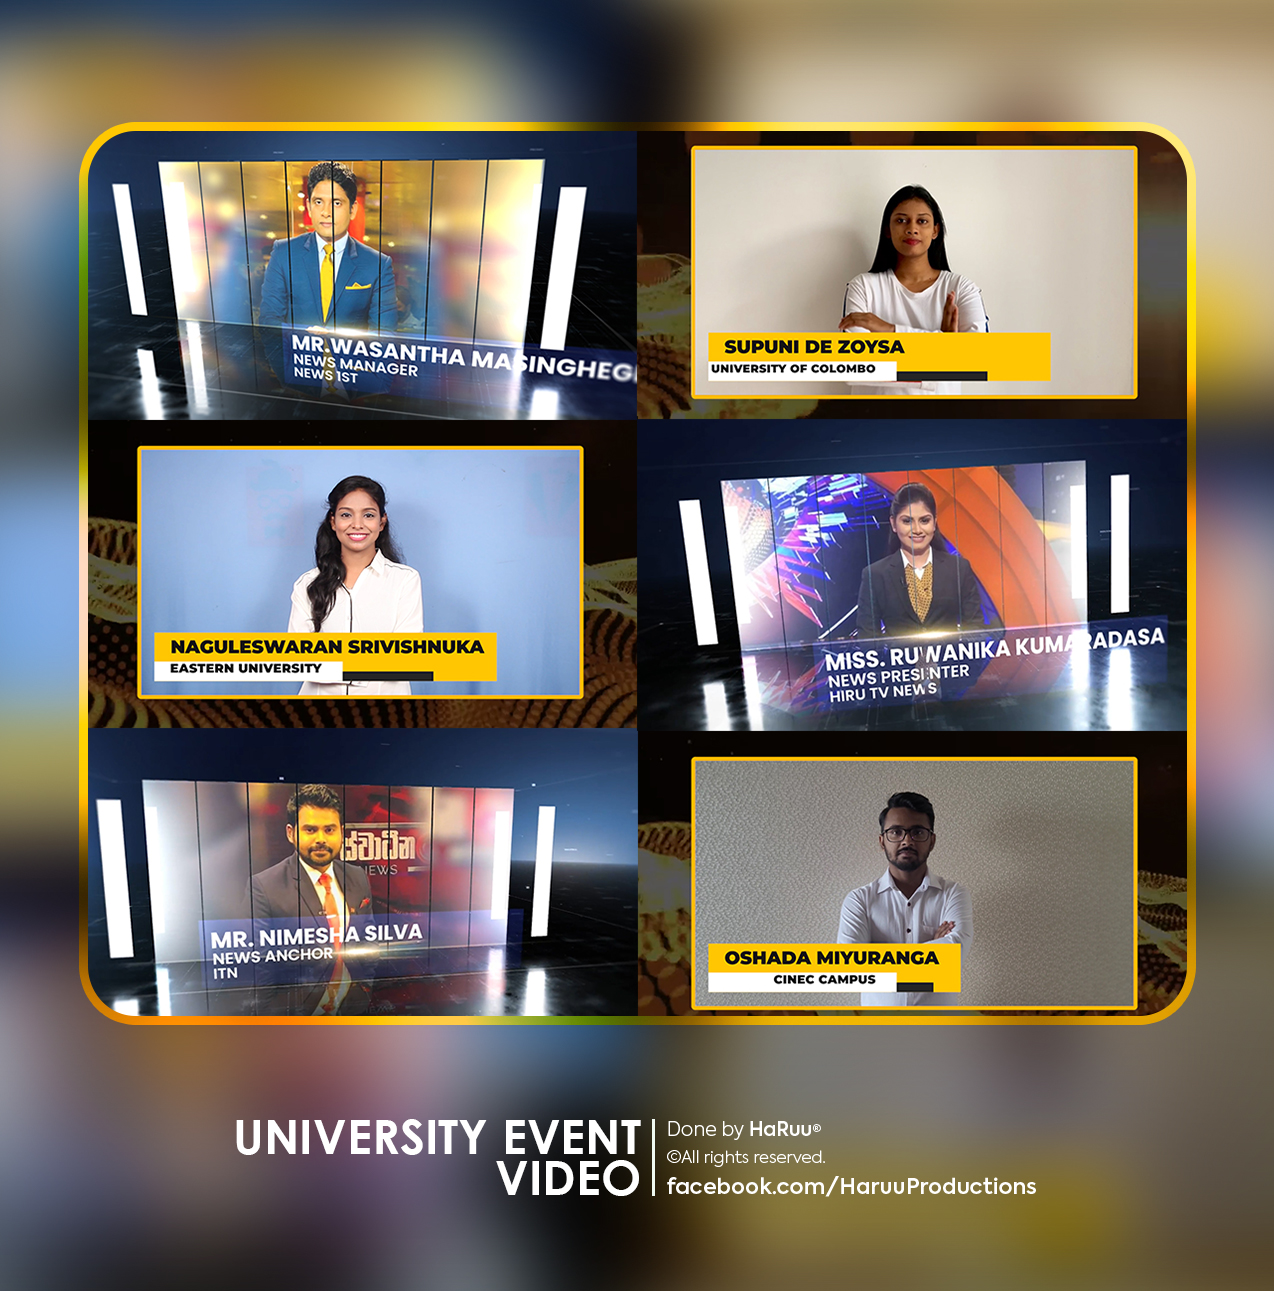 MR.WASANTHA MASINGHEG
NEWS MANAGER
NEWS 1ST
SUPUNI DE ZOYSA
UNIVERSITY OF COLOMBO
NAGULESWARAN SRIVISHNUKA
EASTERN UNIVERSITY
MISS. RUWANIKA KUMARADASA
NEWS PRESENTER
HIRU TV NEWS
ස්වාධීන
NEWS
MR. NIMESHA SILVA
NEWS ANCHOR
ITN
OSHADA MIYURANGA
CINEC CAMPUS
UNIVERSITY EVENT
VIDEO
Done by HaRuu®
©All rights reserved.
facebook.com/HaruuProductions